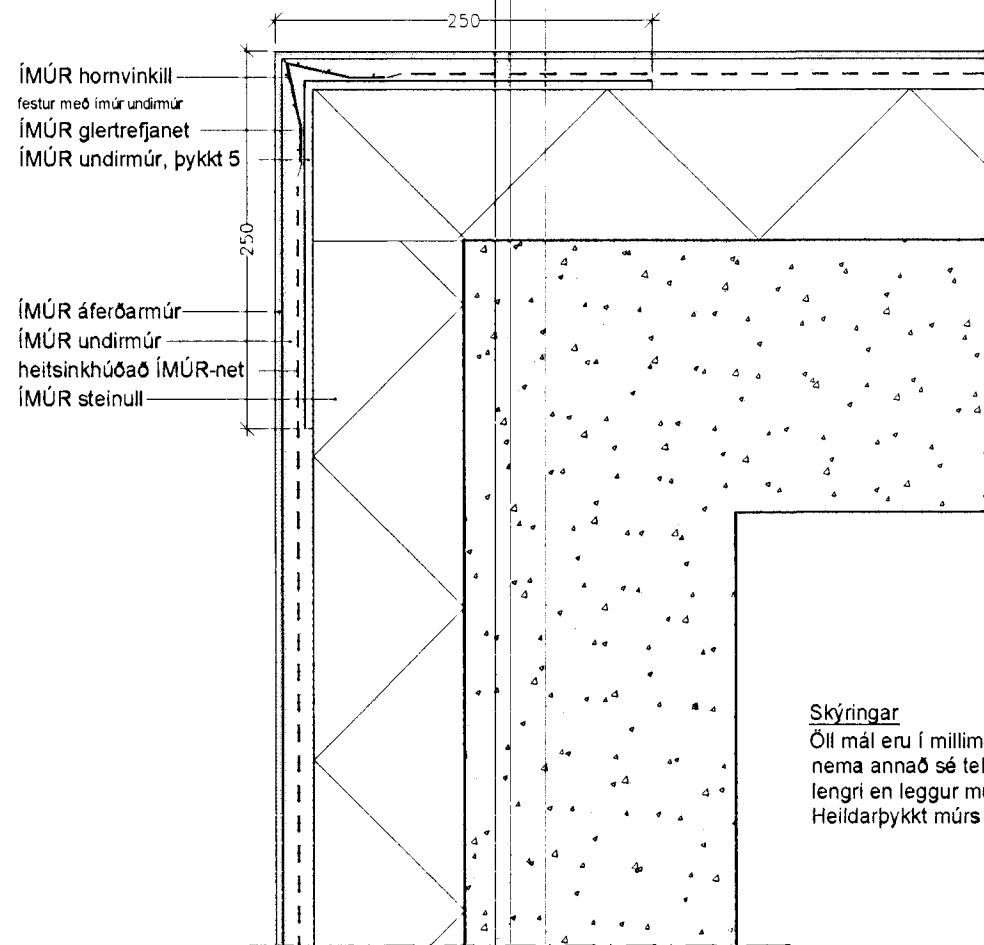 250
ÍMÚR hornvinkill
festur með ímúr undirmúr
ÍMÚR glertrefjanet
ÍMÚR undirmúr, þykkt 5
250
ÍMÚR áferðarmúr
ÍMÚR undirmúr
heitsinkhúðað ÍMÚR-net
ÍMÚR steinull
Skýringar
Öll mál eru í millim
nema annað sé tel
lengri en leggur mú
Heildarþykkt múrs